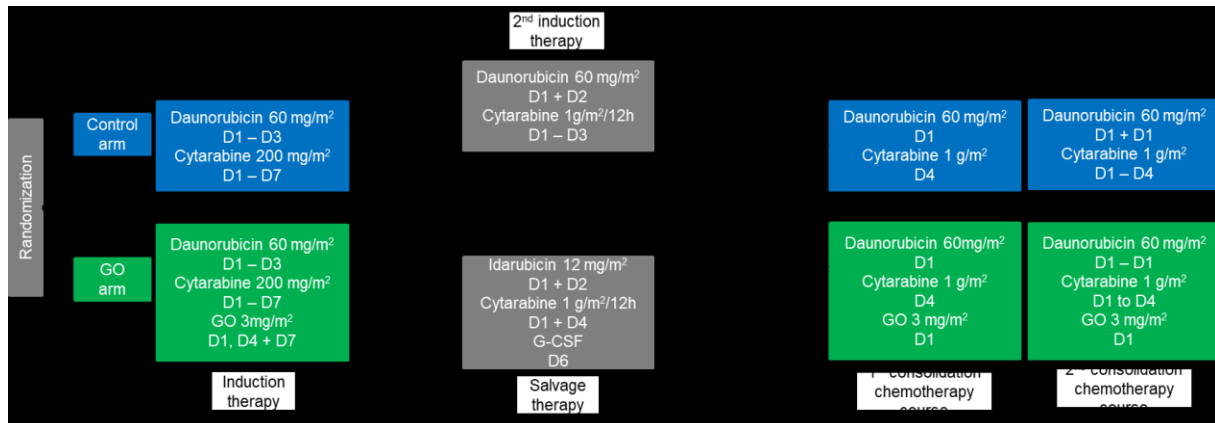 2nd induction
therapy
Daunorubicin 60 mg/m2
D1 + D2
Cytarabine 1g/m2/12h
D1 – D3
Randomization
Control
arm
Daunorubicin 60 mg/m2
D1 – D3
Cytarabine 200 mg/m2
D1 – D7
Daunorubicin 60 mg/m2
D1
Cytarabine 1 g/m2
D4
Daunorubicin 60 mg/m2
D1 + D1
Cytarabine 1 g/m2
D1 – D4
GO
arm
Daunorubicin 60 mg/m2
D1 – D3
Cytarabine 200 mg/m2
D1 – D7
GO 3mg/m2
D1, D4 + D7
Idarubicin 12 mg/m2
D1 + D2
Cytarabine 1 g/m2/12h
D1 + D4
G-CSF
D6
Daunorubicin 60mg/m2
D1
Cytarabine 1 g/m2
D4
GO 3 mg/m2
D1
Daunorubicin 60 mg/m2
D1 – D1
Cytarabine 1 g/m2
D1 to D4
GO 3 mg/m2
D1
Induction
therapy
Salvage
therapy
1st consolidation
chemotherapy
course
2nd consolidation
chemotherapy
course